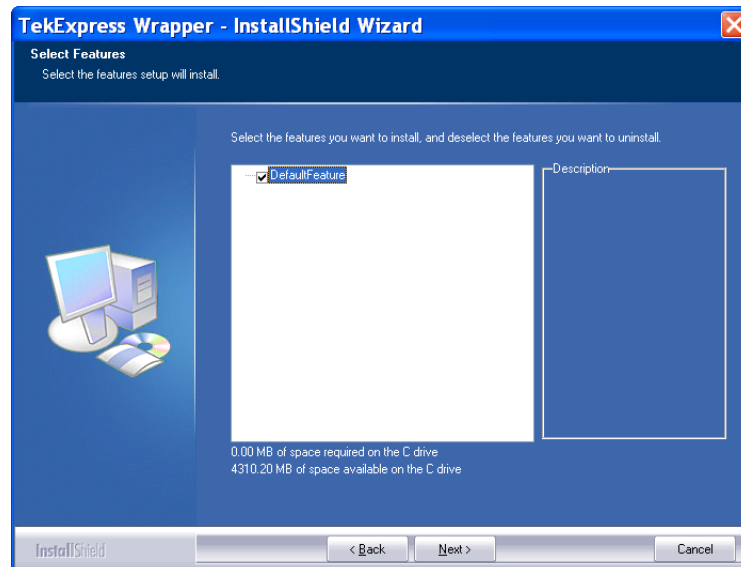 TekExpress Wrapper - InstallShield Wizard
Select Features
Select the features setup will install.
Select the features you want to install, and deselect the features you want to uninstall.
DefaultFeature
Description
0.00 MB of space required on the C drive
4310.20 MB of space available on the C drive
InstallShield
< Back
Next >
Cancel